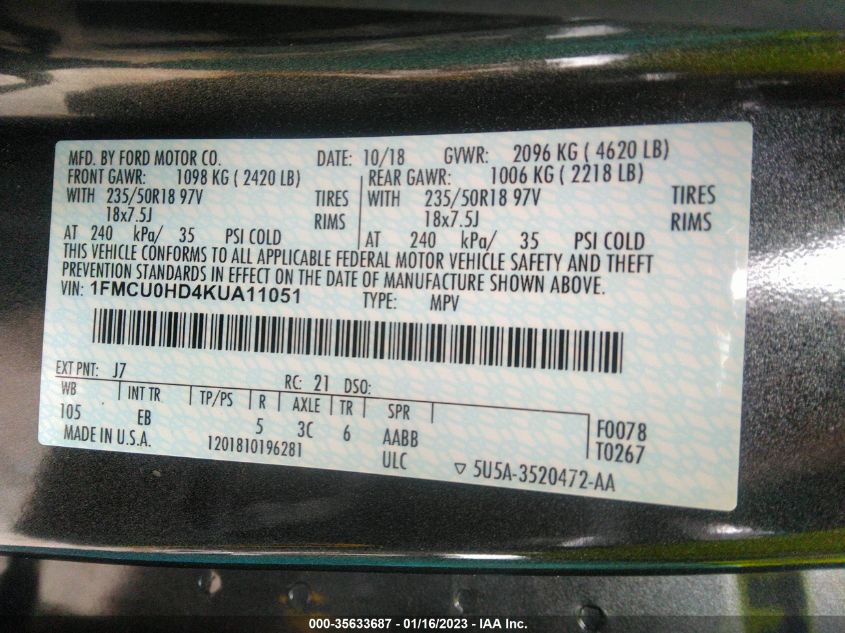 MFD. BY FORD MOTOR CO. DATE: 10/18 GVWR: 2096 KG ( 4620 LB)
FRONT GAWR: 1098 KG ( 2420 LB) REAR GAWR: 1006 KG ( 2218 LB)
WITH 235/50R18 97V TIRES WITH 235/50R18 97V TIRES
18x7.5J RIMS 18x7.5J RIMS
AT 240 kPa/ 35 PSI COLD AT 240 kPa/ 35 PSI COLD
THIS VEHICLE CONFORMS TO ALL APPLICABLE FEDERAL MOTOR VEHICLE SAFETY AND THEFT
PREVENTION STANDARDS IN EFFECT ON THE DATE OF MANUFACTURE SHOWN ABOVE.
VIN: 1FMCU0HD4KUA11051 TYPE: MPV
EXT PNT: J7 RC: 21 DSO:
WB INT TR TP/PS R AXLE TR SPR
105 EB 5 3C 6 AABB F0078
MADE IN U.S.A. 1201810196281 ULC T0267
▽ 5U5A-3520472-AA
000-35633687 - 01/16/2023 - IAA Inc.